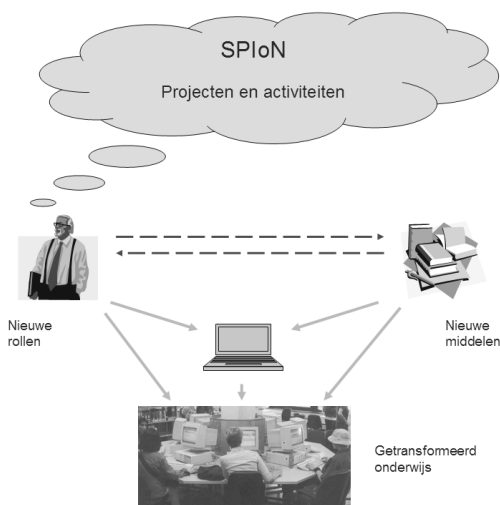 SPIoN
Projecten en activiteiten
Nieuwe
rollen
Nieuwe
middelen
Getransformeerd
onderwijs